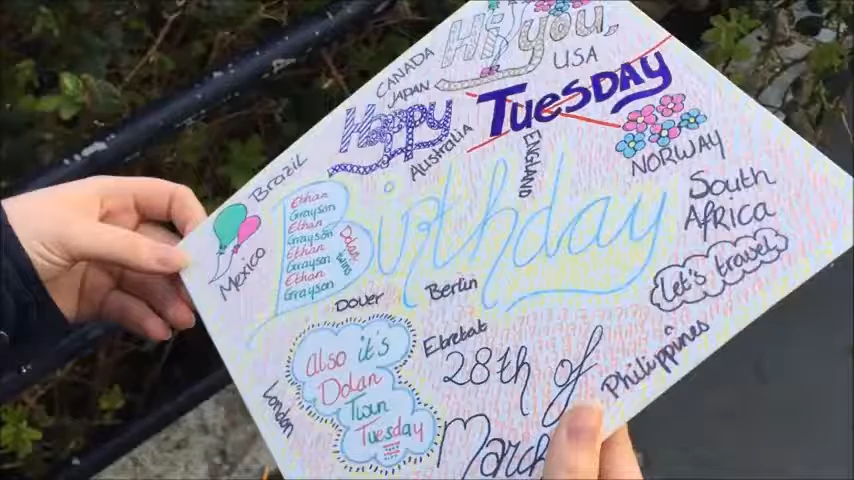 Hi you,
CANADA
USA
JAPAN
Happy TUESDAY
Australia
ENGLAND
NORWAY
Brazil
Birthday
South
Africa
Ethan
Grayson
Ethan
Grayson
Ethan
Grayson
Ethan
Grayson
Dolan
Twins
Mexico
Let's travel
Dover
Berlin
Etretat
Also it's
Dolan
Twin
Tuesday
28th of
March
Philippines
London